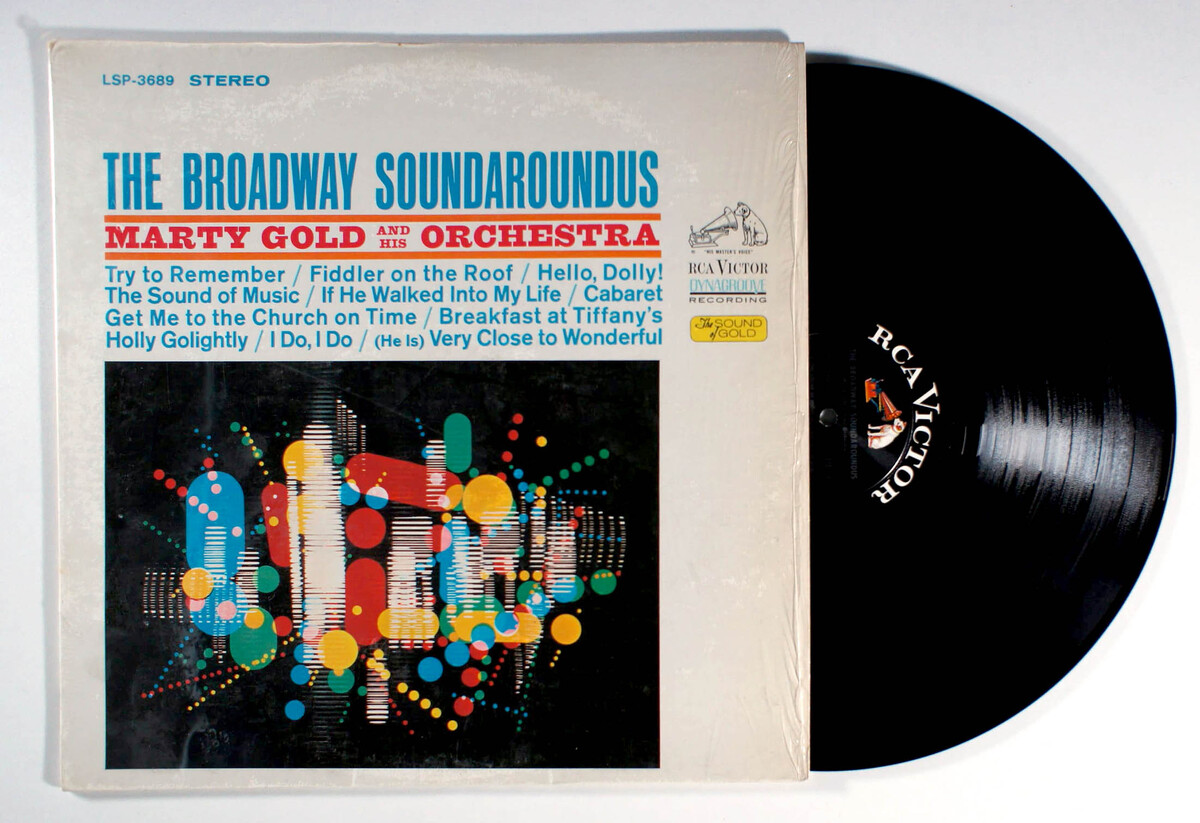 LSP-3689 STEREO
THE BROADWAY SOUNDAROUNDUS
MARTY GOLD AND HIS ORCHESTRA
Try to Remember / Fiddler on the Roof / Hello, Dolly!
The Sound of Music / If He Walked Into My Life / Cabaret
Get Me to the Church on Time / Breakfast at Tiffany's
Holly Golightly / I Do, I Do / (He Is) Very Close to Wonderful
"HIS MASTER'S VOICE"
RCA VICTOR
DYNAGROOVE
RECORDING
The SOUND
of GOLD
RCA VICTOR
THE BROADWAY SOUNDAROUNDUS